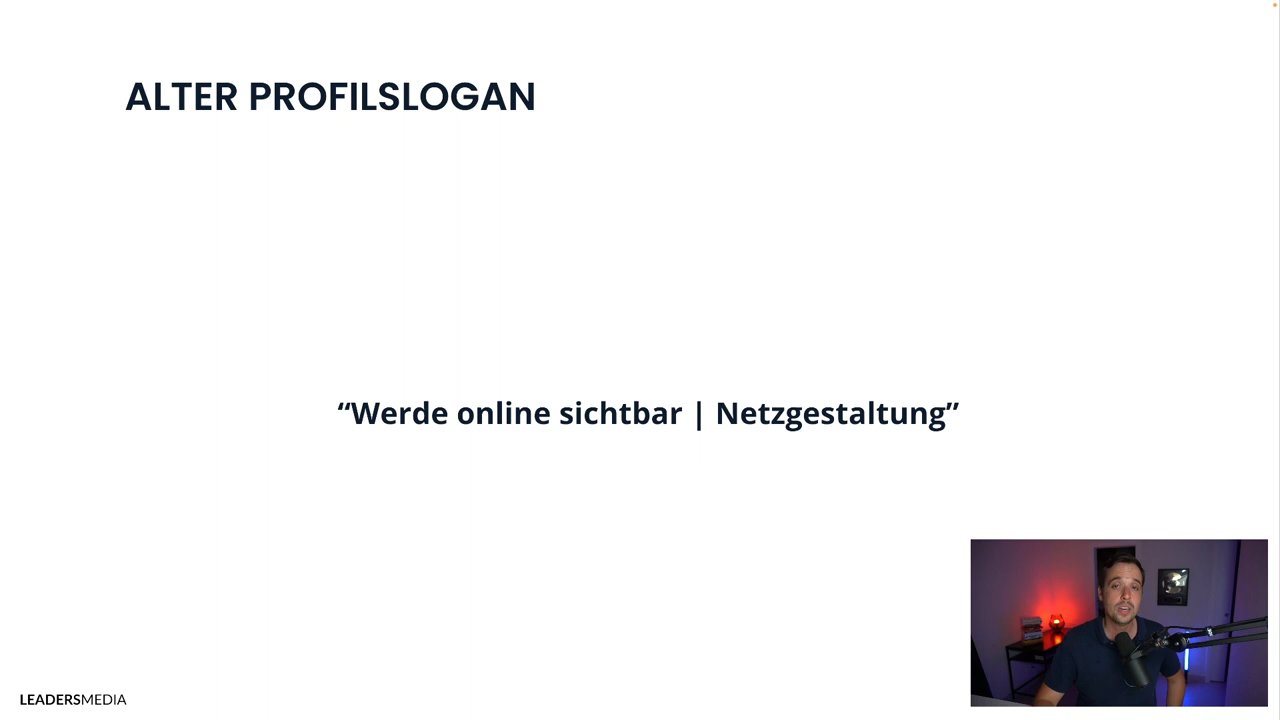 ALTER PROFILSLOGAN
“Werde online sichtbar | Netzgestaltung”
LEADERSMEDIA